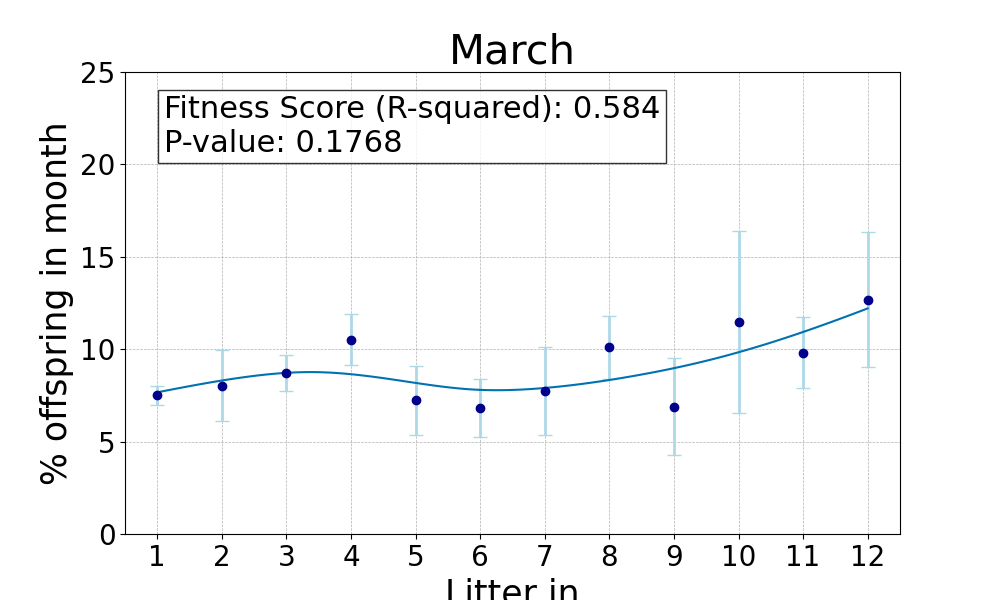 March
Fitness Score (R-squared): 0.584
P-value: 0.1768
% offspring in month
25
20
15
10
5
0
1 2 3 4 5 6 7 8 9 10 11 12
Litter in